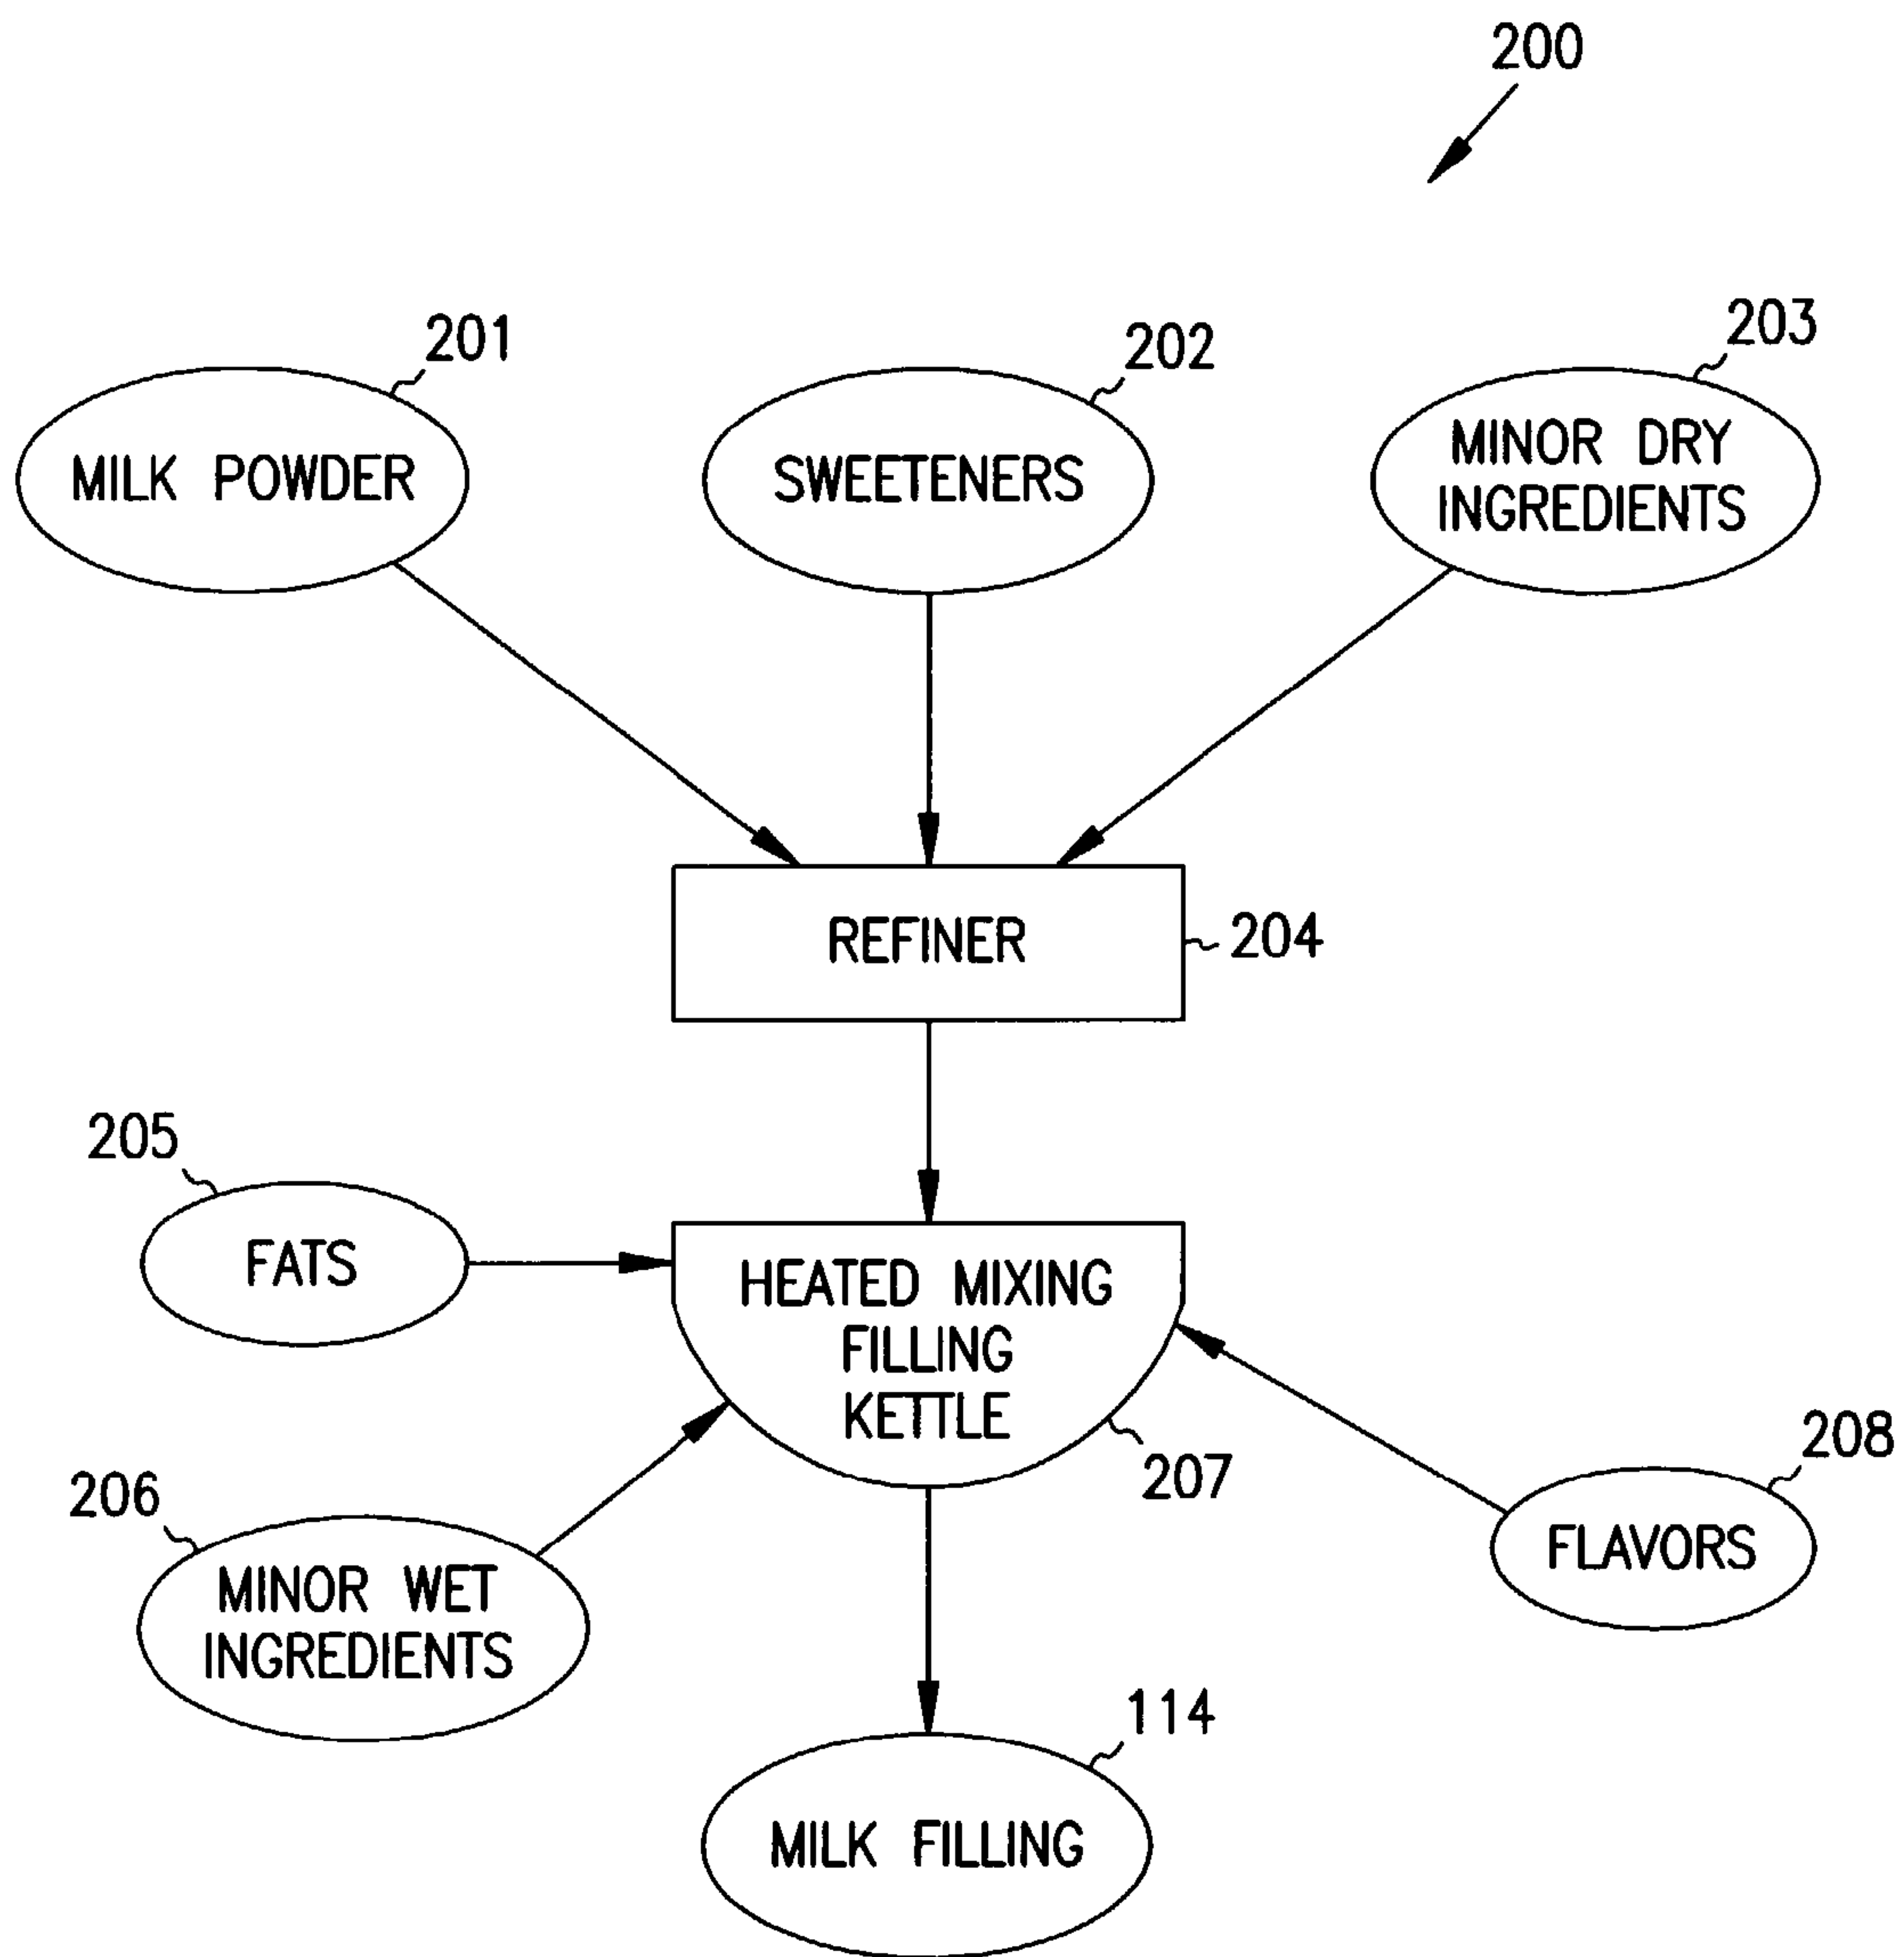 200
201
202
203
MILK POWDER
SWEETENERS
MINOR DRY
INGREDIENTS
REFINER
204
205
FATS
HEATED MIXING
FILLING
KETTLE
207
208
206
FLAVORS
MINOR WET
INGREDIENTS
114
MILK FILLING